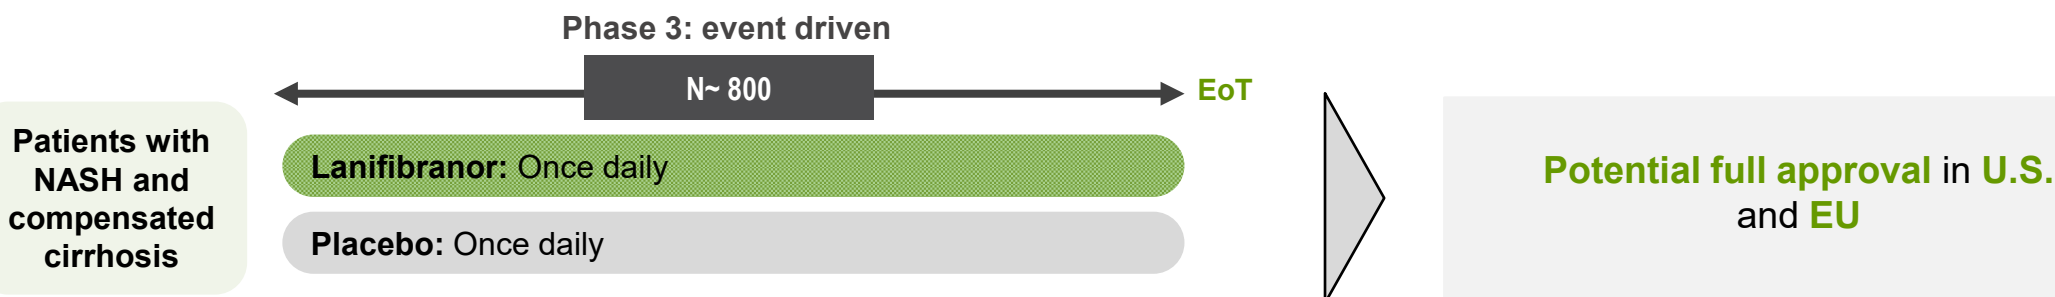 Phase 3: event driven
N~ 800
EoT
Patients with
NASH and
compensated
cirrhosis
Lanifibranor: Once daily
Placebo: Once daily
Potential full approval in U.S.
and EU